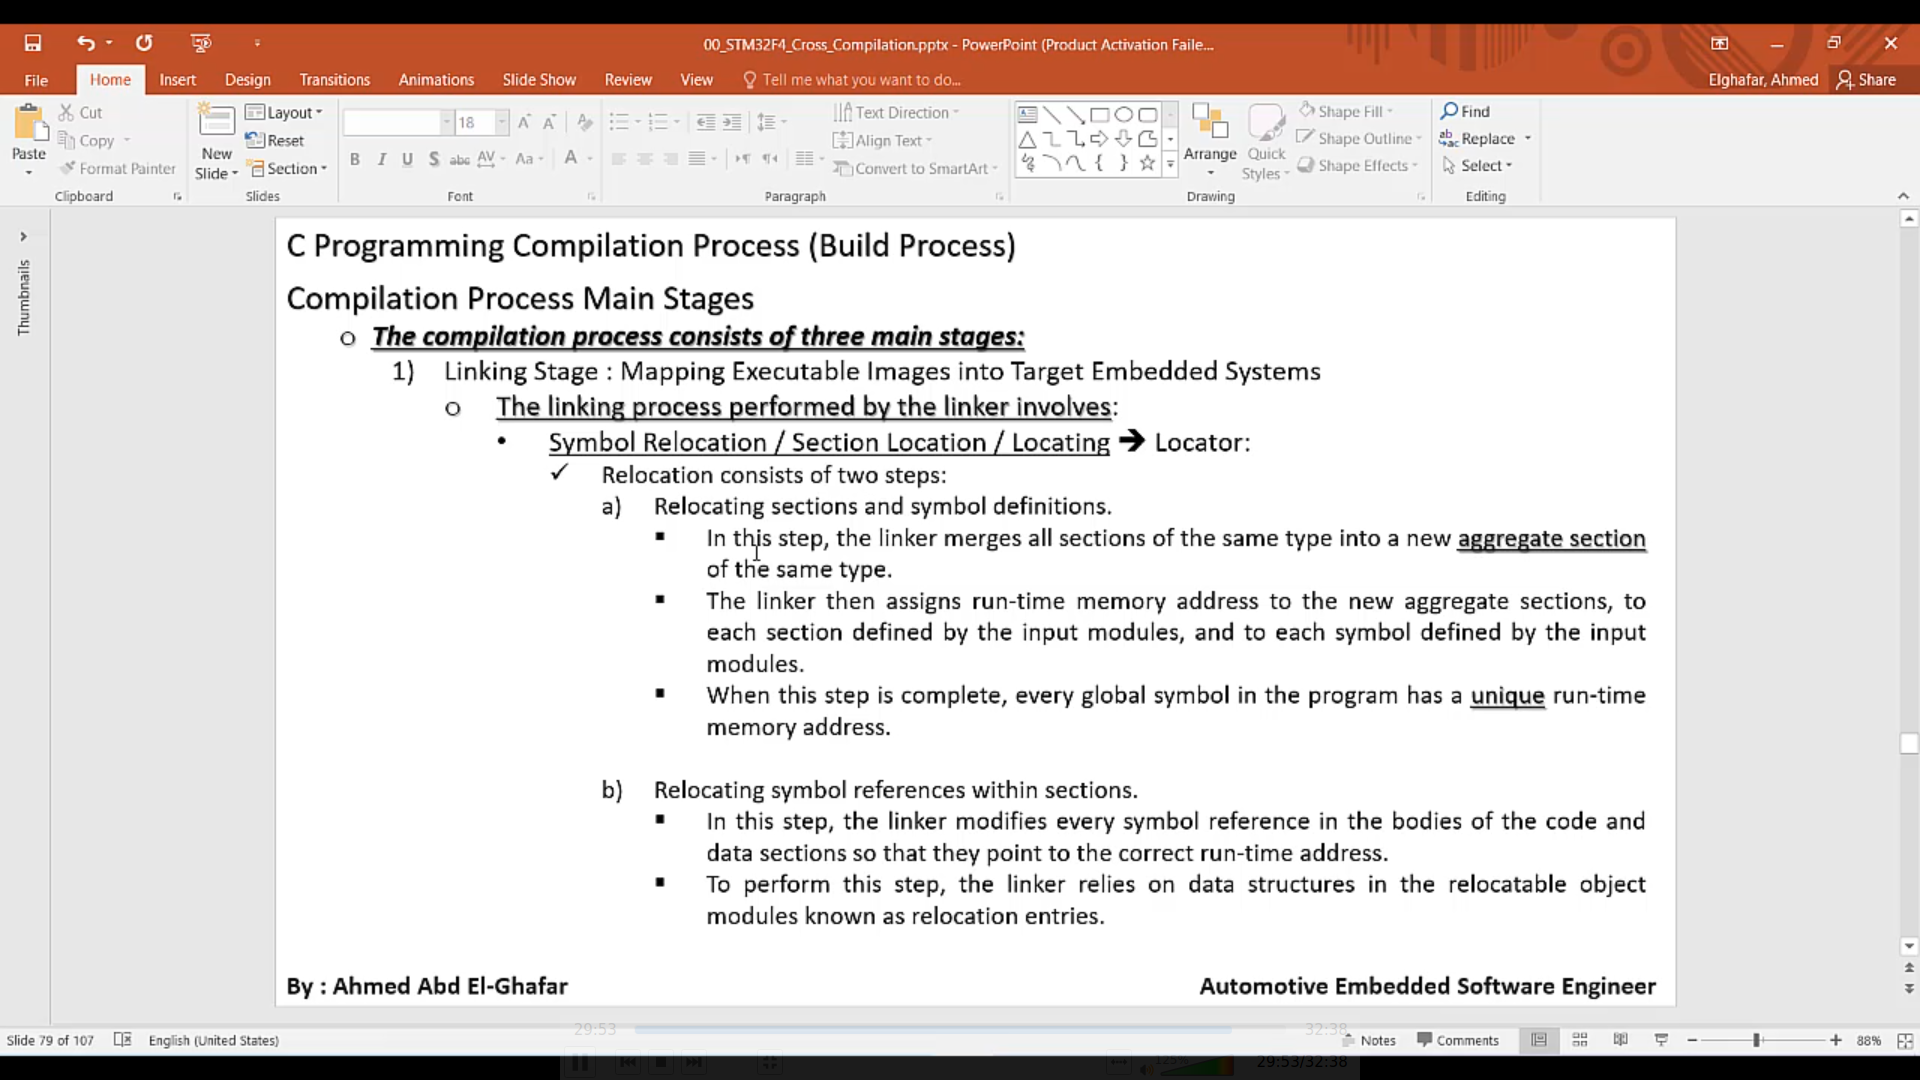 00_STM32F4_Cross_Compilation.pptx - PowerPoint (Product Activation Faile...
File Home Insert Design Transitions Animations Slide Show Review View Tell me what you want to do... Elghafar, Ahmed Share
Paste Cut Copy Format Painter
Clipboard
New Slide Layout Reset Section
Slides
18
B I U S abc AV Aa A
Font
Text Direction Align Text Convert to SmartArt
Paragraph
Arrange Quick Styles Shape Fill Shape Outline Shape Effects
Drawing
Find Replace Select
Editing
Thumbnails
C Programming Compilation Process (Build Process)
Compilation Process Main Stages
o The compilation process consists of three main stages:
1) Linking Stage : Mapping Executable Images into Target Embedded Systems
o The linking process performed by the linker involves:
• Symbol Relocation / Section Location / Locating ➔ Locator:
✓ Relocation consists of two steps:
a) Relocating sections and symbol definitions.
▪ In this step, the linker merges all sections of the same type into a new aggregate section
of the same type.
▪ The linker then assigns run-time memory address to the new aggregate sections, to
each section defined by the input modules, and to each symbol defined by the input
modules.
▪ When this step is complete, every global symbol in the program has a unique run-time
memory address.
b) Relocating symbol references within sections.
▪ In this step, the linker modifies every symbol reference in the bodies of the code and
data sections so that they point to the correct run-time address.
▪ To perform this step, the linker relies on data structures in the relocatable object
modules known as relocation entries.
By : Ahmed Abd El-Ghafar Automotive Embedded Software Engineer
29:53 32:38
Slide 79 of 107 English (United States) Notes Comments 88%
29:53/32:38